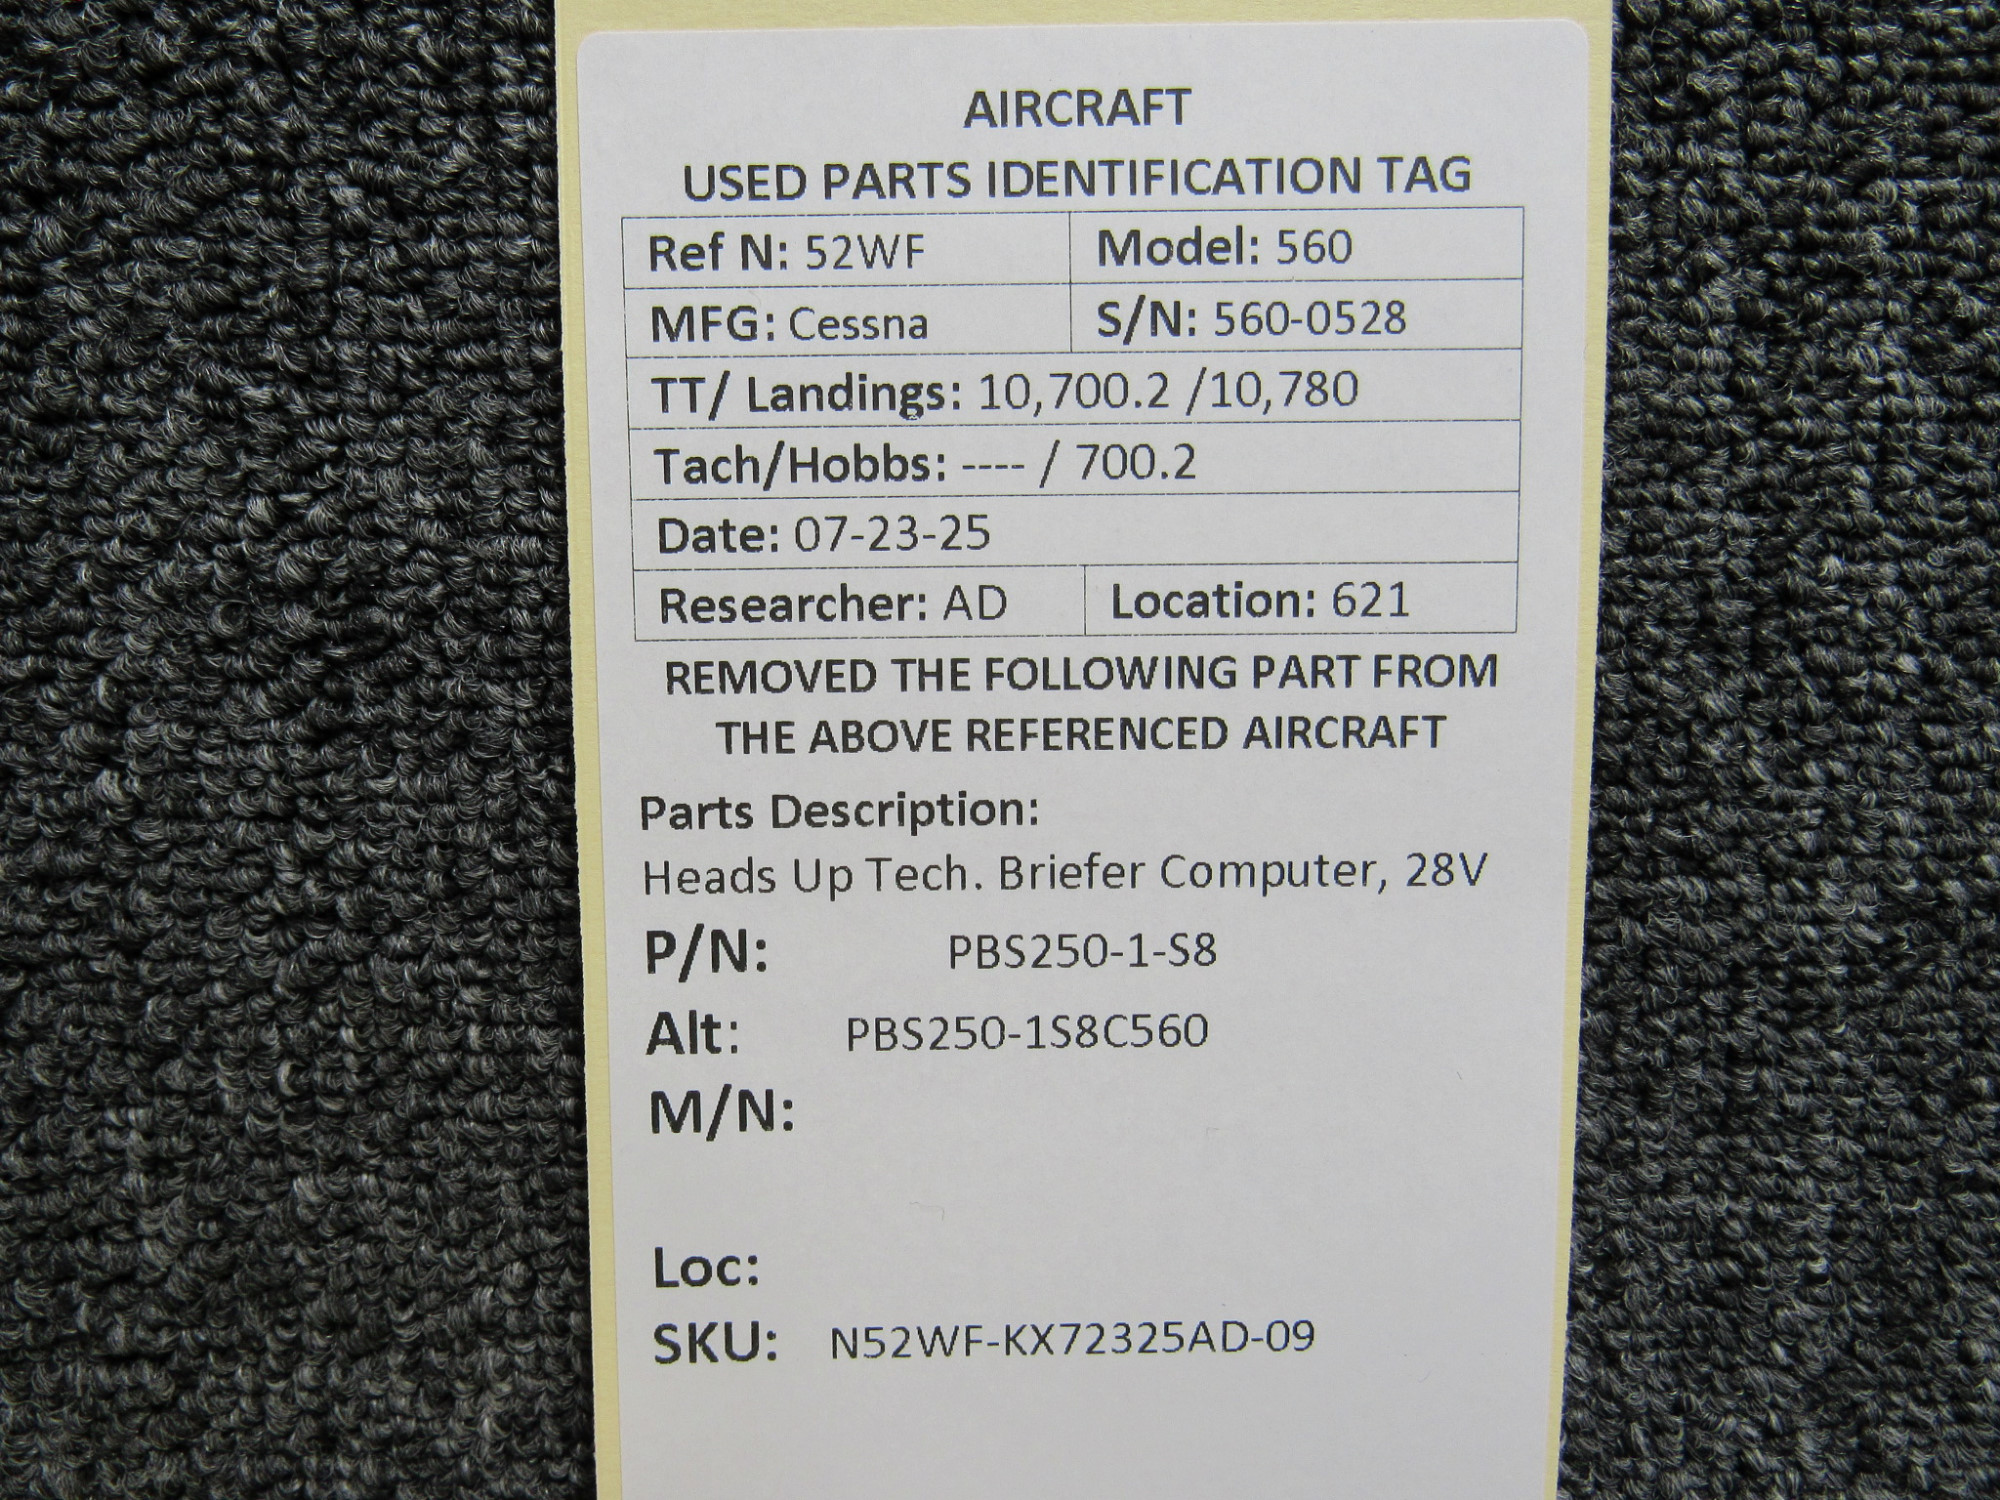 AIRCRAFT
USED PARTS IDENTIFICATION TAG
Ref N: 52WF Model: 560
MFG: Cessna S/N: 560-0528
TT/ Landings: 10,700.2 /10,780
Tach/Hobbs: ---- / 700.2
Date: 07-23-25
Researcher: AD Location: 621
REMOVED THE FOLLOWING PART FROM
THE ABOVE REFERENCED AIRCRAFT
Parts Description:
Heads Up Tech. Briefer Computer, 28V
P/N: PBS250-1-S8
Alt: PBS250-1S8C560
M/N:
Loc:
SKU: N52WF-KX72325AD-09